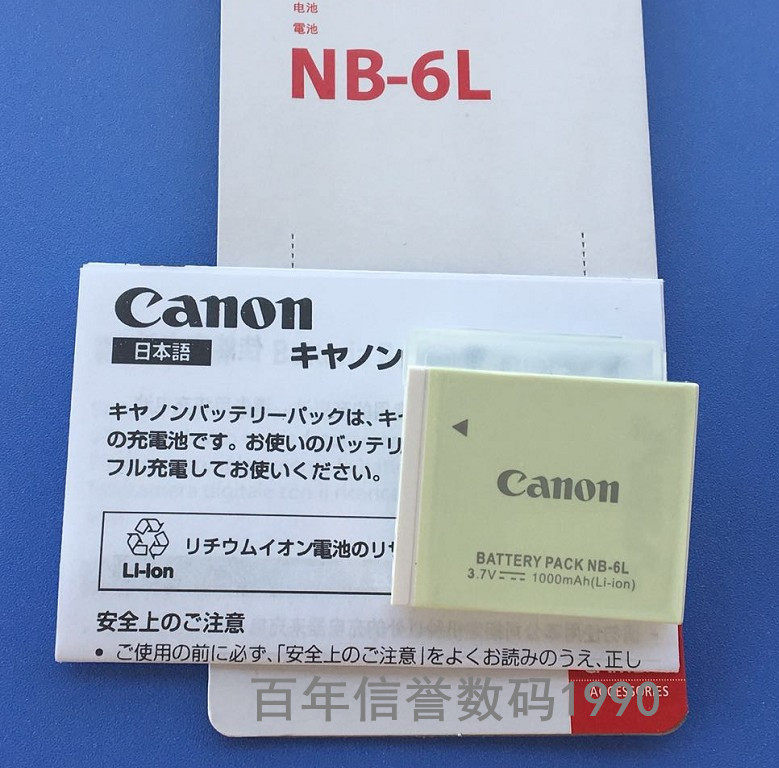 电池
電池
NB-6L
Canon
日本語
キヤノン
キヤノンバッテリーパックは、キヤ
の充電池です。お使いのバッテリ
フル充電してお使いください。
Li-ion
リチウムイオン電池のリサ
安全上のご注意
• ご使用の前に必ず、「安全上のご注意」をよくお読みのうえ、正し
Canon
BATTERY PACK NB-6L
3.7V 1000mAh(Li-ion)
ACCESSORIES
百年信誉数码1990